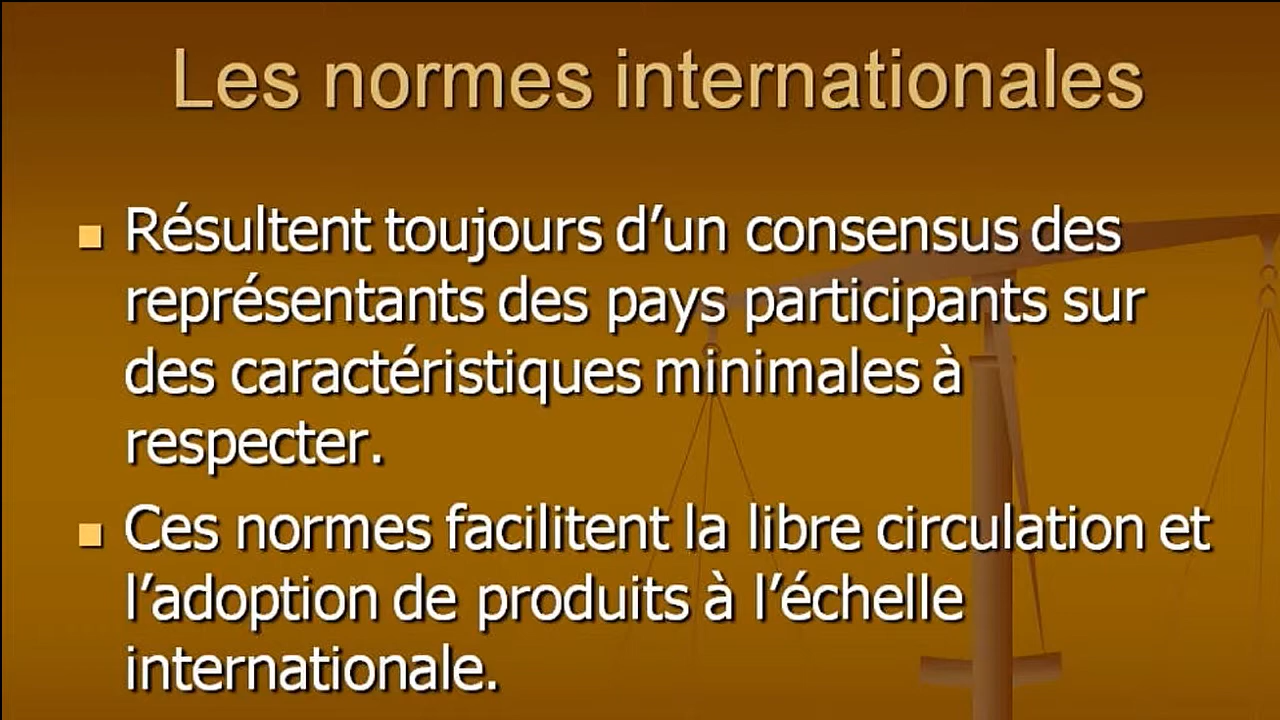 Les normes internationales
Résultent toujours d’un consensus des
représentants des pays participants sur
des caractéristiques minimales à
respecter.
Ces normes facilitent la libre circulation et
l’adoption de produits à l’échelle
internationale.